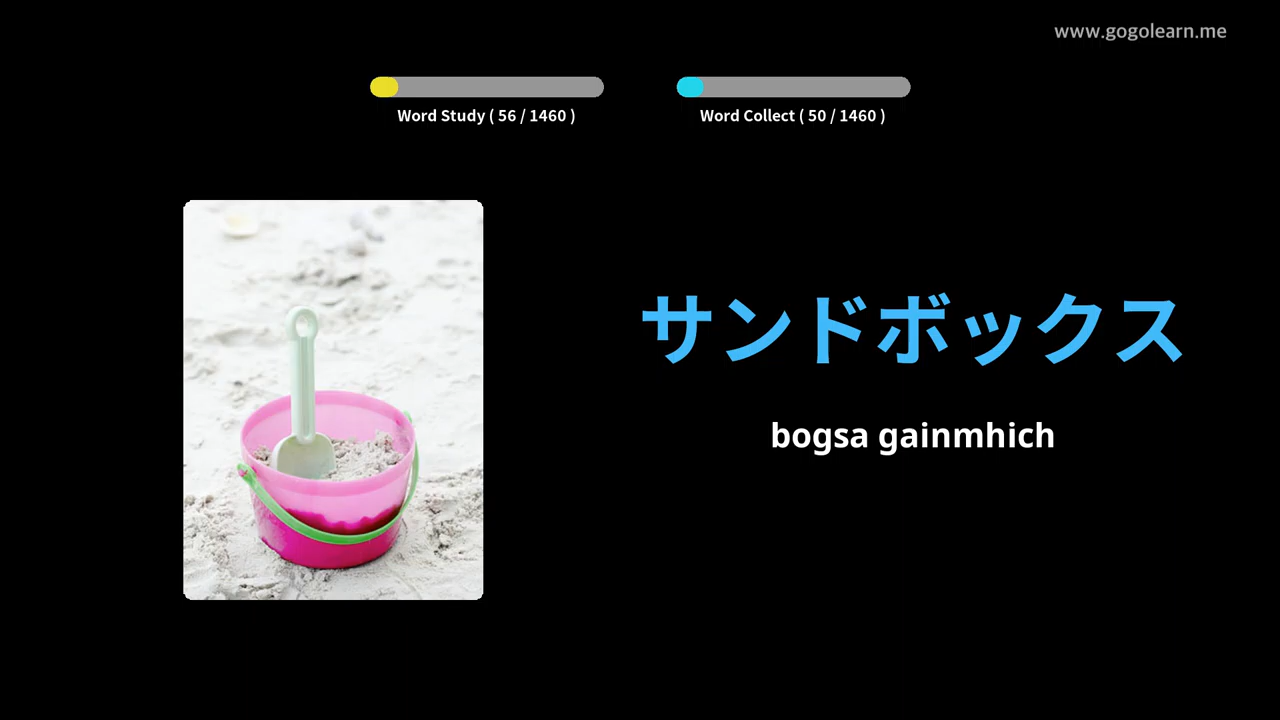 www.gogolearn.me
Word Study ( 56 / 1460 )
Word Collect ( 50 / 1460 )
サンドボックス
bogsa gainmhich